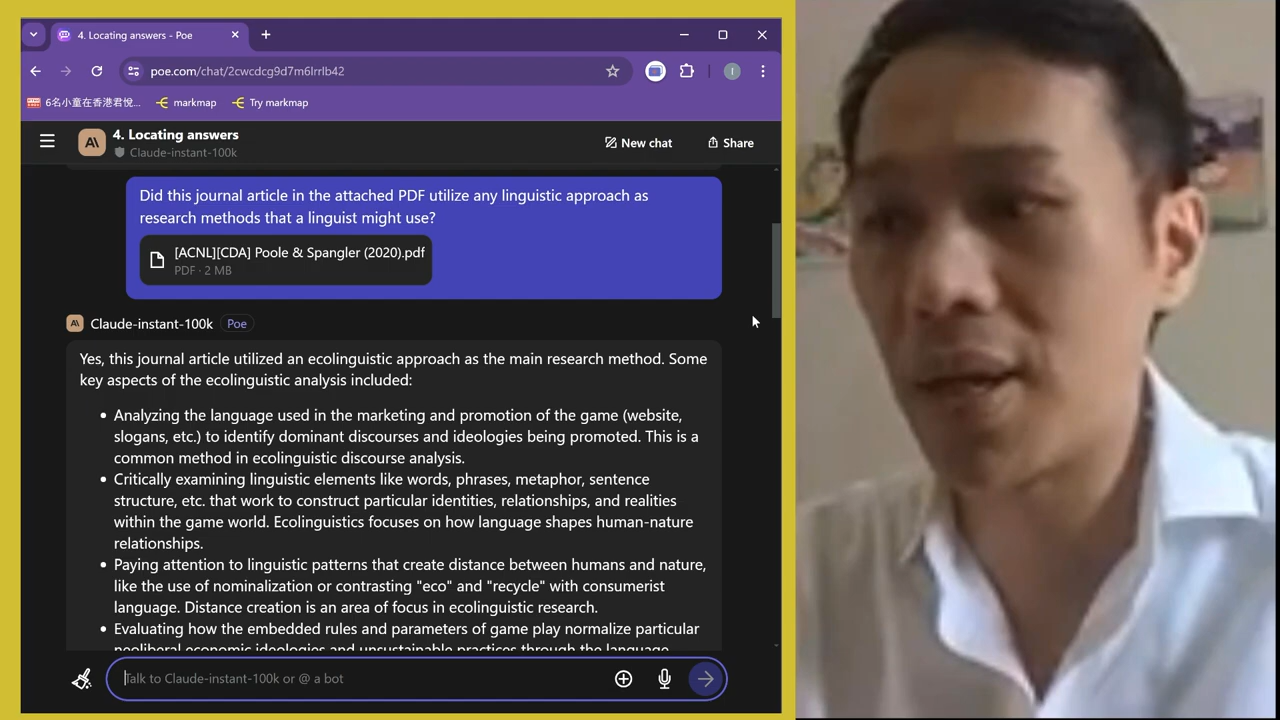 4. Locating answers - Poe
poe.com/chat/2cwcdcg9d7m6lrrlb42
I
6名小童在香港君悅...
markmap
Try markmap
4. Locating answers
Claude-instant-100k
New chat
Share
Did this journal article in the attached PDF utilize any linguistic approach as
research methods that a linguist might use?
[ACNL][CDA] Poole & Spangler (2020).pdf
PDF · 2 MB
Claude-instant-100k
Poe
Yes, this journal article utilized an ecolinguistic approach as the main research method. Some
key aspects of the ecolinguistic analysis included:
• Analyzing the language used in the marketing and promotion of the game (website,
slogans, etc.) to identify dominant discourses and ideologies being promoted. This is a
common method in ecolinguistic discourse analysis.
• Critically examining linguistic elements like words, phrases, metaphor, sentence
structure, etc. that work to construct particular identities, relationships, and realities
within the game world. Ecolinguistics focuses on how language shapes human-nature
relationships.
• Paying attention to linguistic patterns that create distance between humans and nature,
like the use of nominalization or contrasting "eco" and "recycle" with consumerist
language. Distance creation is an area of focus in ecolinguistic research.
• Evaluating how the embedded rules and parameters of game play normalize particular
neoliberal economic ideologies and unsustainable practices through the language
Talk to Claude-instant-100k or @ a bot